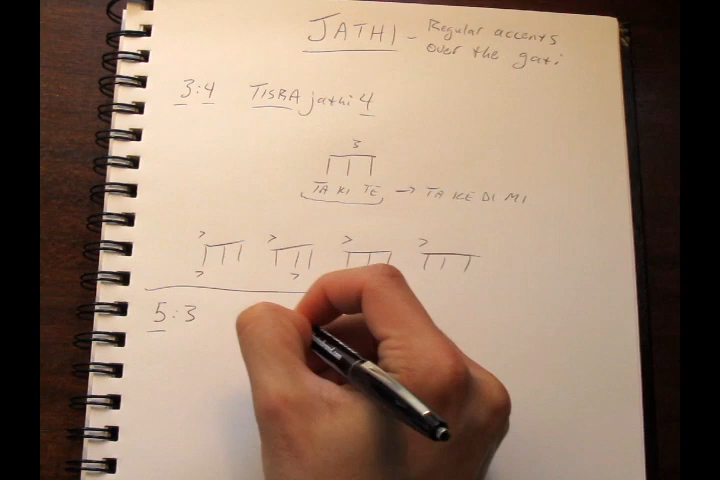 JATHI - Regular accents
over the gati
3:4 TISRA jathi 4
3
TA KI TE → TA KE DI MI
> > > >
> >
5:3